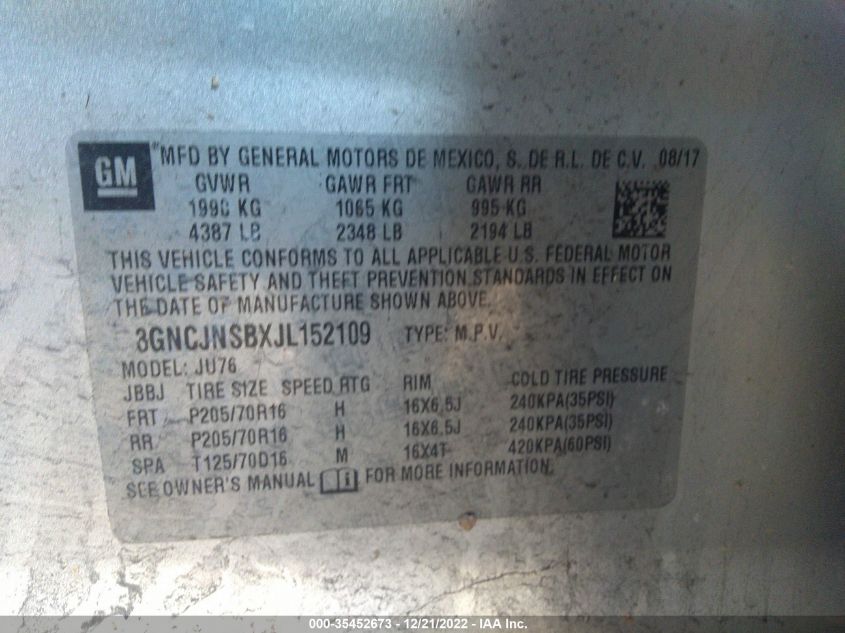 GM
"MFD BY GENERAL MOTORS DE MEXICO, S. DE R.L. DE C.V. 08/17
GVWR GAWR FRT GAWR RR
1990 KG 1065 KG 995 KG
4387 LB 2348 LB 2194 LB
THIS VEHICLE CONFORMS TO ALL APPLICABLE U.S. FEDERAL MOTOR
VEHICLE SAFETY AND THEFT PREVENTION STANDARDS IN EFFECT ON
THE DATE OF MANUFACTURE SHOWN ABOVE.
3GNCJNSBXJL152109 TYPE: M.P.V.
MODEL: JU76
JBBJ TIRE SIZE SPEED RTG RIM COLD TIRE PRESSURE
FRT P205/70R16 H 16X6.5J 240KPA(35PSI)
RR P205/70R16 H 16X6.5J 240KPA(35PSI)
SPA T125/70D16 M 16X4T 420KPA(60PSI)
SEE OWNER'S MANUAL FOR MORE INFORMATION.
000-35452673 - 12/21/2022 - IAA Inc.